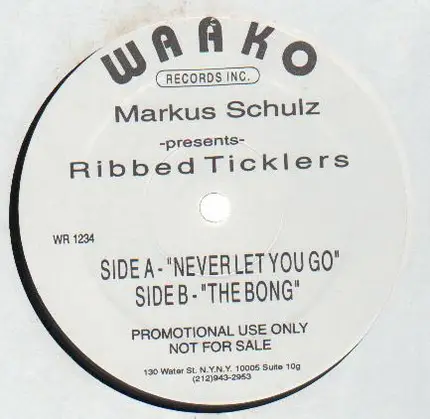 WAAKO
RECORDS INC.
Markus Schulz
-presents-
Ribbed Ticklers
WR 1234
SIDE A - "NEVER LET YOU GO"
SIDE B - "THE BONG"
PROMOTIONAL USE ONLY
NOT FOR SALE
130 Water St. N.Y.N.Y. 10005 Suite 10g
(212)943-2953